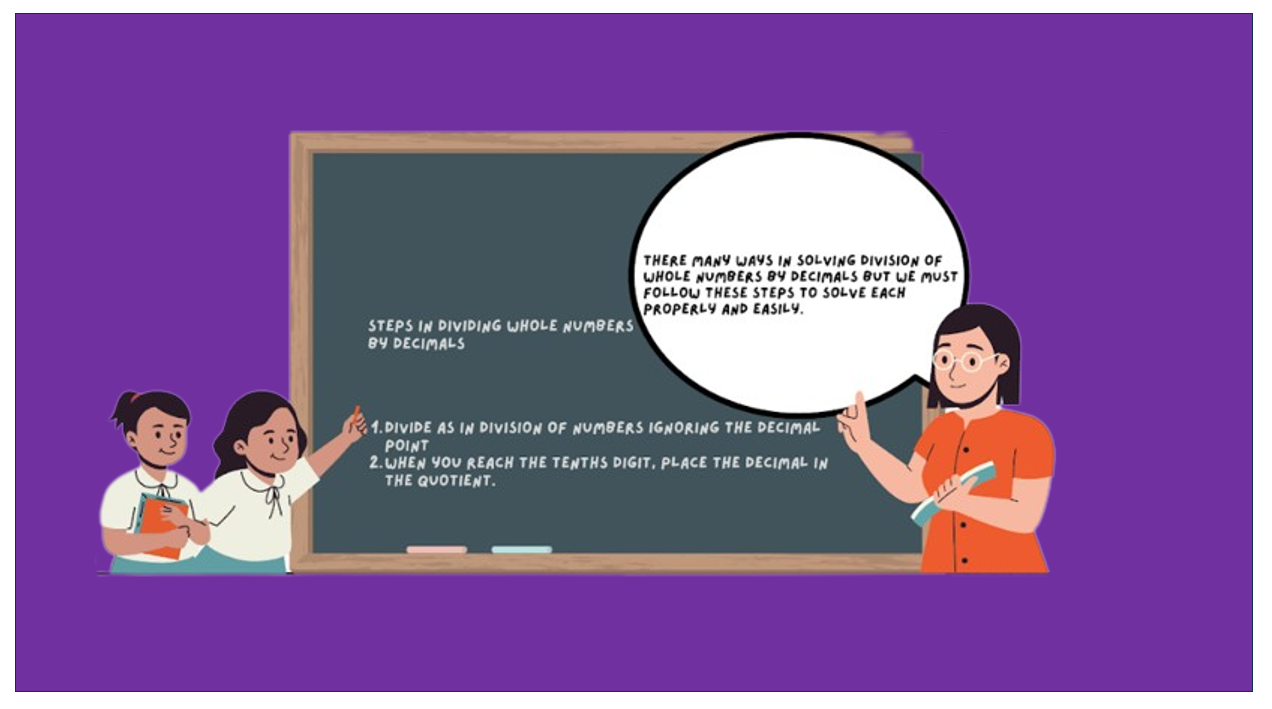 THERE MANY WAYS IN SOLVING DIVISION OF
WHOLE NUMBERS BY DECIMALS BUT WE MUST
FOLLOW THESE STEPS TO SOLVE EACH
PROPERLY AND EASILY.
STEPS IN DIVIDING WHOLE NUMBERS
BY DECIMALS
1. DIVIDE AS IN DIVISION OF NUMBERS IGNORING THE DECIMAL
POINT
2. WHEN YOU REACH THE TENTHS DIGIT, PLACE THE DECIMAL IN
THE QUOTIENT.